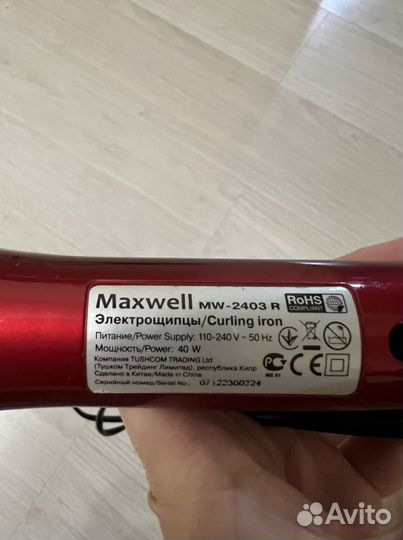 Maxwell MW-2403 R RoHS
COMPLIANT
Электрощипцы/Curling iron
Питание/Power Supply: 110-240 V ~ 50 Hz
Мощность/Power: 40 W
Компания TUSHCOM TRADING Ltd
(Тушком Трейдинг Лимитед), республика Кипр
Сделано в Китае/Made in China
Серийный номер/Serial No.: 07122300224
CE
Avito